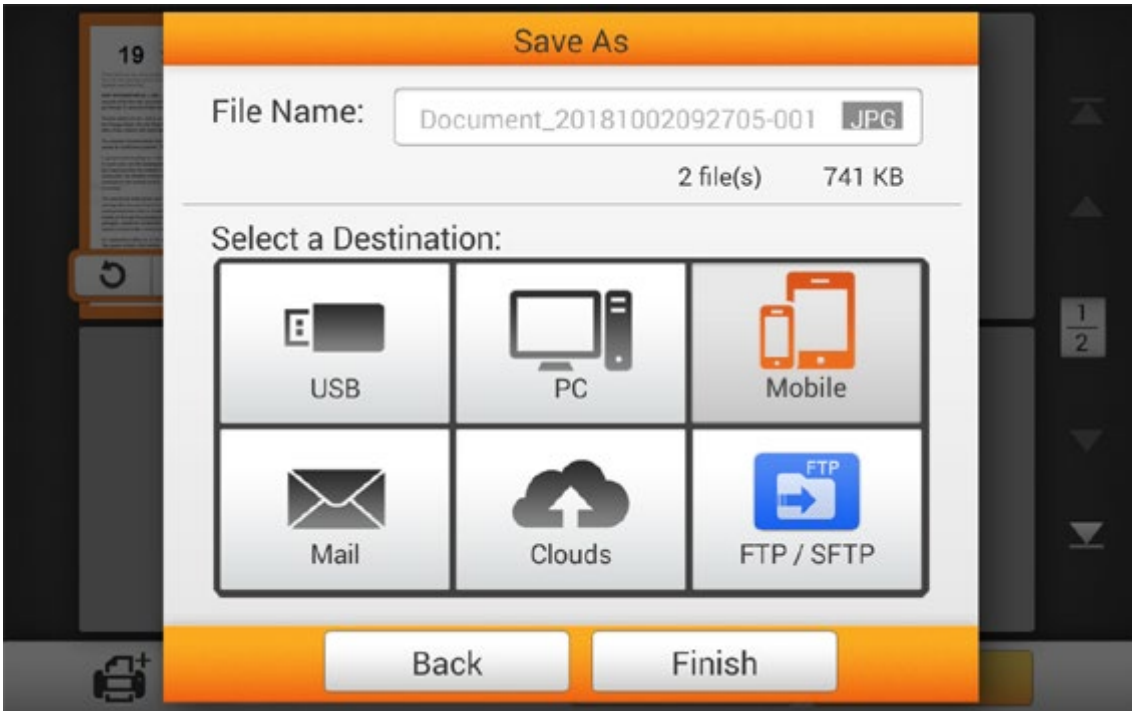 Save As
19
File Name:
Document_20181002092705-001 JPG
2 file(s) 741 KB
Select a Destination:
USB
PC
Mobile
1
2
Mail
Clouds
FTP
FTP / SFTP
Back
Finish